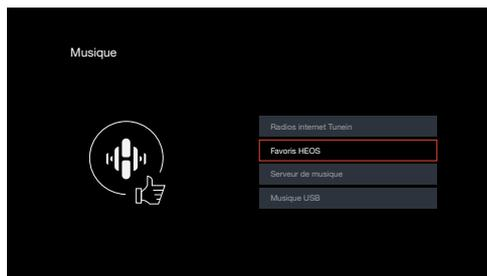 Musique
Radios internet Tunein
Favoris HEOS
Serveur de musique
Musique USB